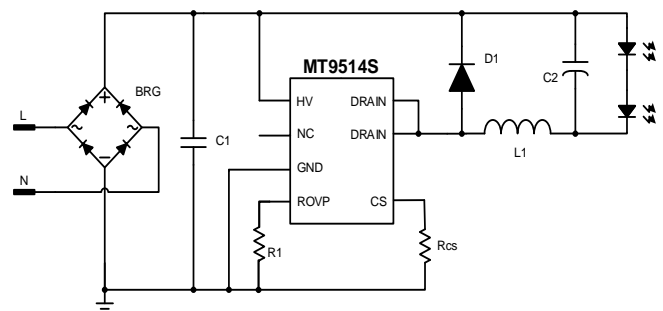 MT9514S
HV
NC
GND
ROVP
DRAIN
DRAIN
CS
BRG
L
N
C1
R1
Rcs
D1
L1
C2